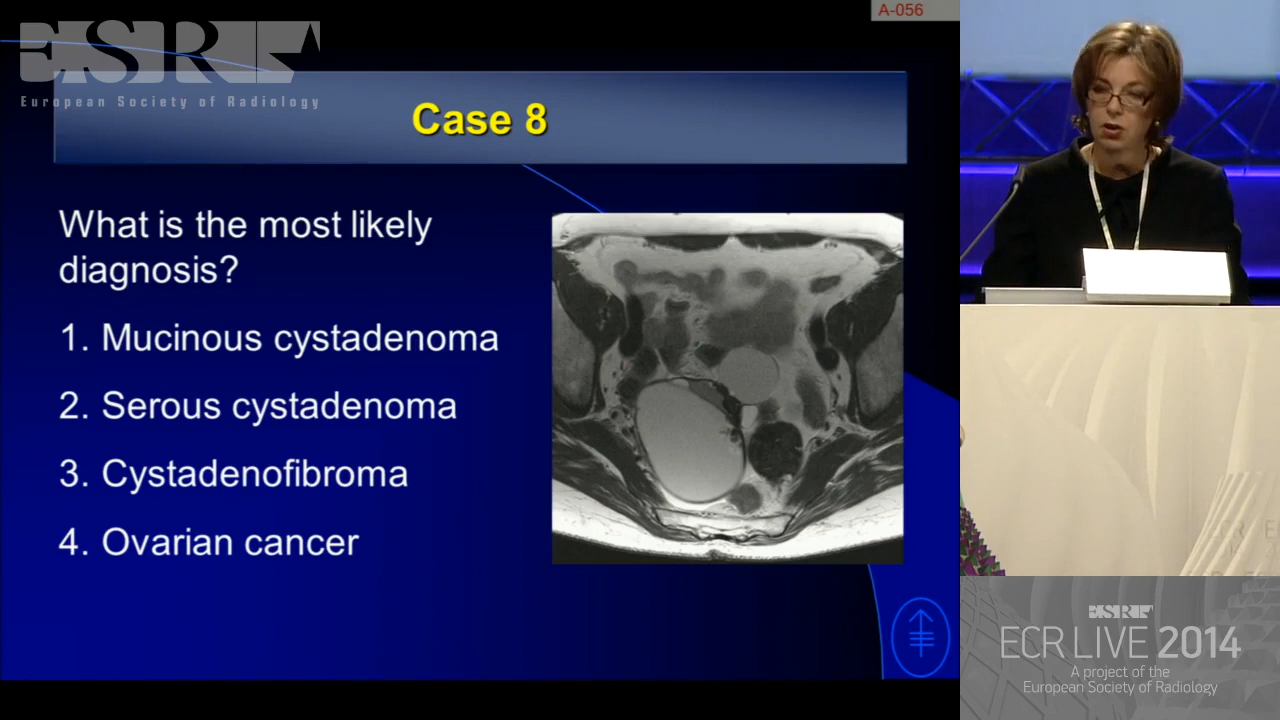 A-056
ESR
European Society of Radiology
Case 8
What is the most likely
diagnosis?
1. Mucinous cystadenoma
2. Serous cystadenoma
3. Cystadenofibroma
4. Ovarian cancer
ESR
ECR LIVE 2014
A project of the
European Society of Radiology